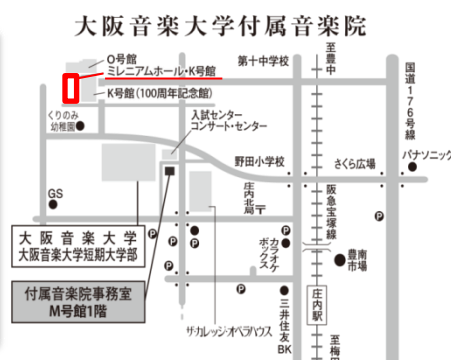 大阪音楽大学付属音楽院
O号館
ミレニアムホール・K号館
K号館(100周年記念館)
くりのみ
幼稚園
入試センター
コンサート・センター
第十中学校
至豊中
国道176号線
野田小学校
さくら広場
パナソニック
GS
庄内北局〒
阪急宝塚線
大阪音楽大学
大阪音楽大学短期大学部
P
P
P
P
P
P
P
カラオケ
ボックス
豊南
市場
付属音楽院事務室
M号館1階
ザ・カレッジ・オペラハウス
三井住友BK
庄内駅
至梅田